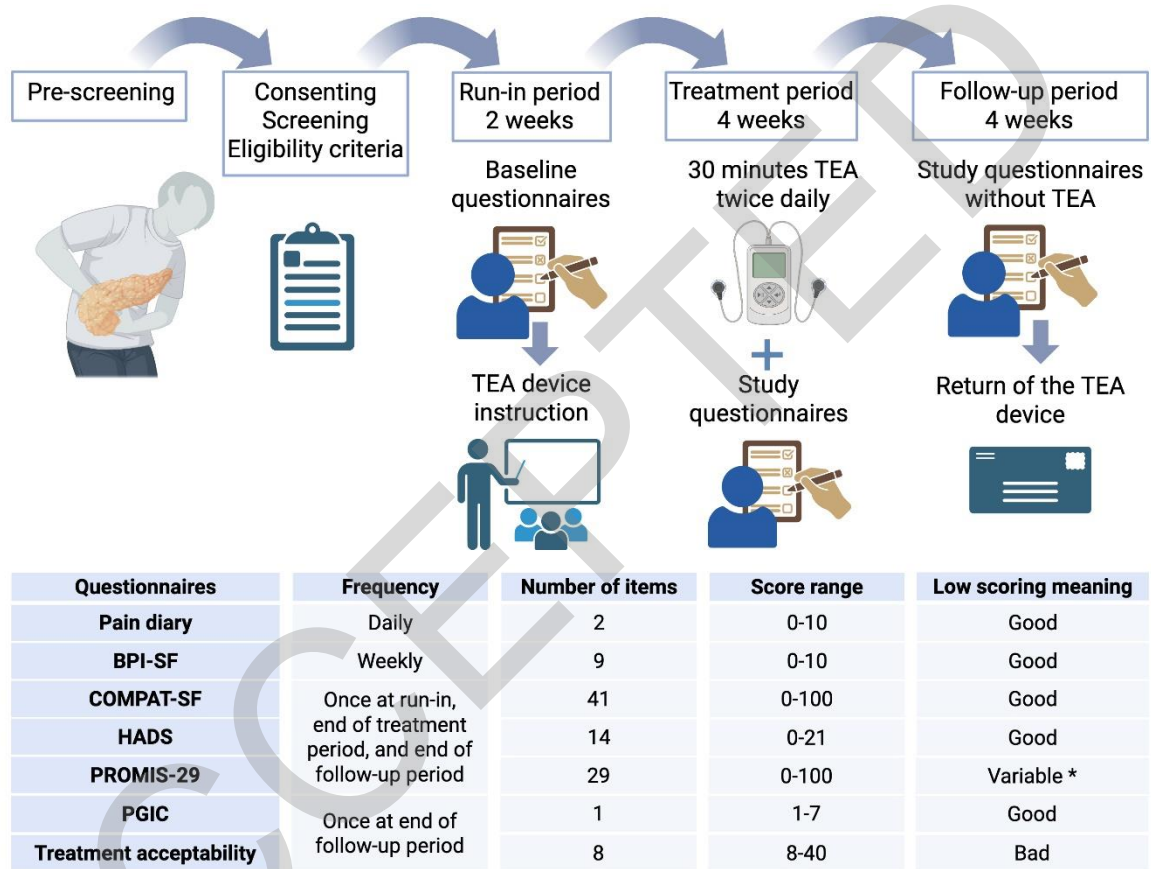 Pre-screening
Consenting
Screening
Eligibility criteria
Run-in period
2 weeks
Treatment period
4 weeks
Follow-up period
4 weeks
Baseline
questionnaires
30 minutes TEA
twice daily
Study questionnaires
without TEA
TEA device
instruction
+
Study
questionnaires
Return of the TEA
device
Questionnaires Frequency Number of items Score range Low scoring meaning
Pain diary Daily 2 0-10 Good
BPI-SF Weekly 9 0-10 Good
COMPAT-SF 41 0-100 Good
Once at run-in,
end of treatment
period, and end of
follow-up period
HADS 14 0-21 Good
PROMIS-29 29 0-100 Variable *
PGIC 1 1-7 Good
Once at end of
follow-up period
Treatment acceptability 8 8-40 Bad
CCEPTED